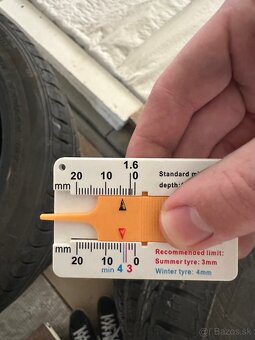 1.6
20 10 0
mm
Standard mi
depth:
mm
20 10 0
min 4 3
Recommended limit:
Summer tyre: 3mm
Winter tyre: 4mm
bazos.sk